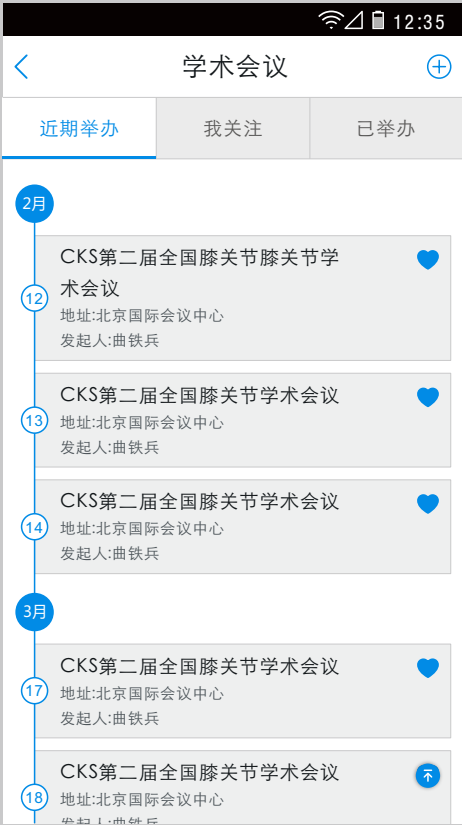 12:35
学术会议
近期举办
我关注
已举办
2月
CKS第二届全国膝关节膝关节学
术会议
12
地址:北京国际会议中心
发起人:曲铁兵
CKS第二届全国膝关节学术会议
13
地址:北京国际会议中心
发起人:曲铁兵
CKS第二届全国膝关节学术会议
14
地址:北京国际会议中心
发起人:曲铁兵
3月
CKS第二届全国膝关节学术会议
17
地址:北京国际会议中心
发起人:曲铁兵
CKS第二届全国膝关节学术会议
18
地址:北京国际会议中心
发起人:曲铁兵